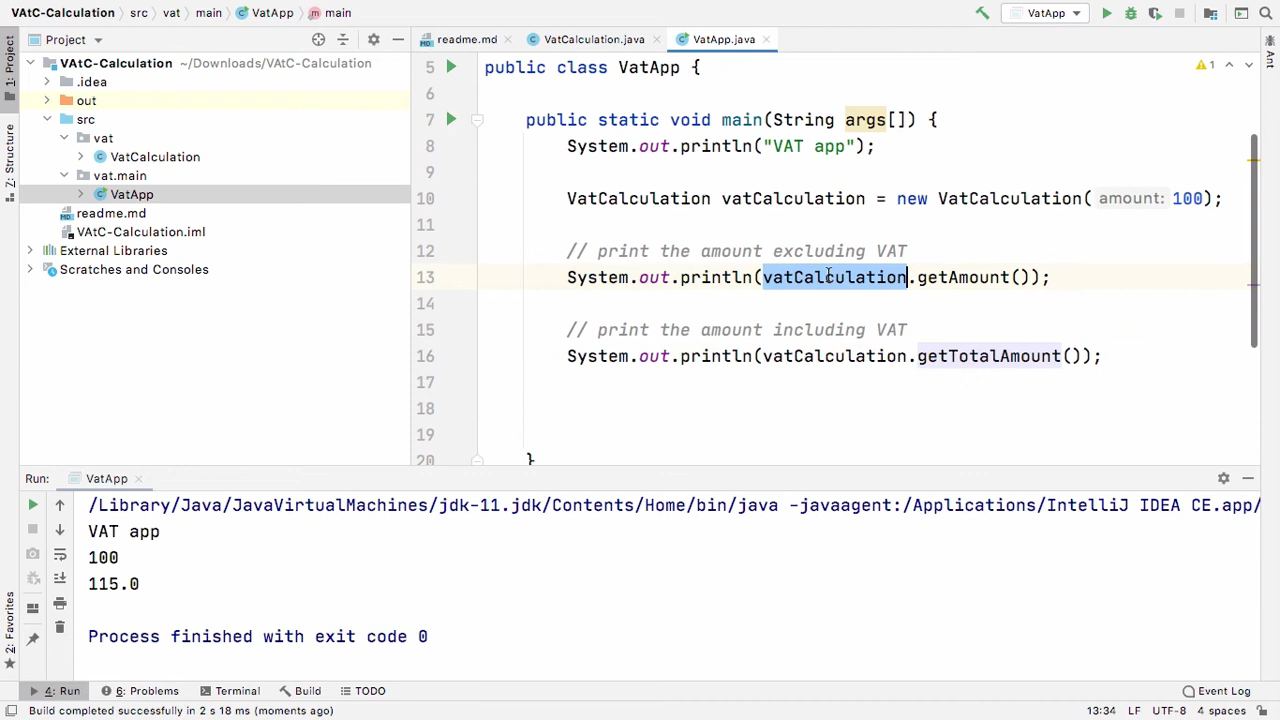 VAtC-Calculation src vat main VatApp main VatApp
Project readme.md VatCalculation.java VatApp.java
1: Project
Z: Structure
2: Favorites
Ant
VAtC-Calculation ~/Downloads/VAtC-Calculation
.idea
out
src
vat
VatCalculation
vat.main
VatApp
readme.md
VAtC-Calculation.iml
External Libraries
Scratches and Consoles
1
5 public class VatApp {
6
7 public static void main(String args[]) {
8 System.out.println("VAT app");
9
10 VatCalculation vatCalculation = new VatCalculation( amount: 100);
11
12 // print the amount excluding VAT
13 System.out.println(vatCalculation.getAmount());
14
15 // print the amount including VAT
16 System.out.println(vatCalculation.getTotalAmount());
17
18
19
20 }
Run: VatApp
/Library/Java/JavaVirtualMachines/jdk-11.jdk/Contents/Home/bin/java -javaagent:/Applications/IntelliJ IDEA CE.app/
VAT app
100
115.0
Process finished with exit code 0
4: Run 6: Problems Terminal Build TODO Event Log
Build completed successfully in 2 s 18 ms (moments ago) 13:34 LF UTF-8 4 spaces